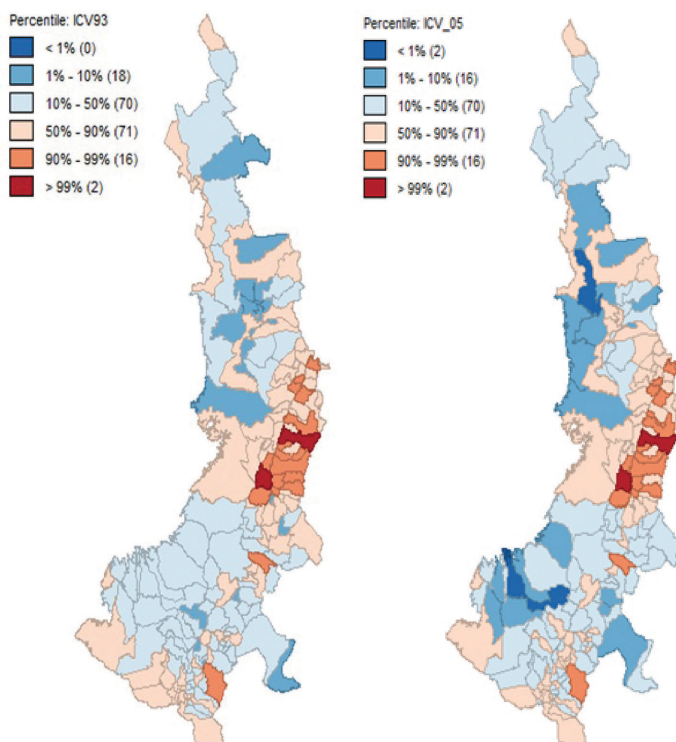 Percentile: ICV93
< 1% (0)
1% - 10% (18)
10% - 50% (70)
50% - 90% (71)
90% - 99% (16)
> 99% (2)
Percentile: ICV_05
< 1% (2)
1% - 10% (16)
10% - 50% (70)
50% - 90% (71)
90% - 99% (16)
> 99% (2)